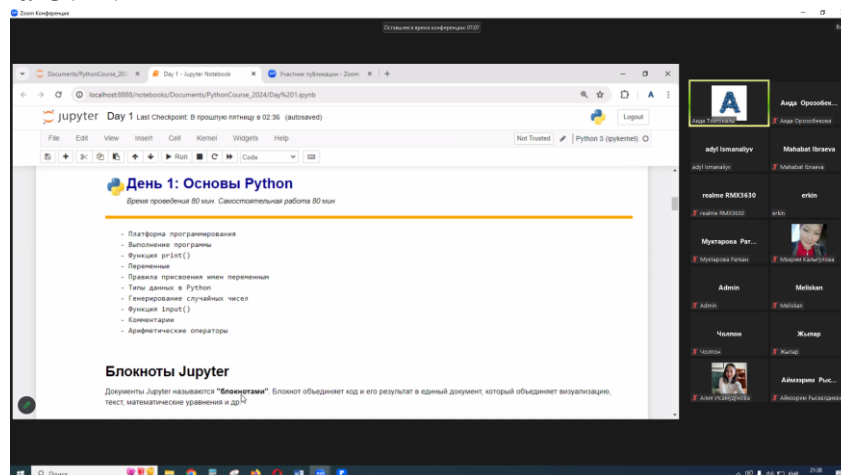 Zoom Конференция
Оставшееся время конференции: 07:07
Documents/PythonCourse_20
Day 1 - Jupyter Notebook
Участник публикации - Zoom
localhost:8888/notebooks/Documents/PythonCourse_2024/Day%201.ipynb
jupyter Day 1 Last Checkpoint: В прошлую пятницу в 02:36 (autosaved)
Logout
File Edit View Insert Cell Kernel Widgets Help
Not Trusted
Python 3 (ipykernel)
Run
Code
День 1: Основы Python
Время проведения 80 мин. Самостоятельная работа 80 мин
- Платформа программирования
- Выполнение программы
- Функция print()
- Переменные
- Правила присвоения имен переменным
- Типы данных в Python
- Генерирование случайных чисел
- Функция input()
- Комментарии
- Арифметические операторы
Блокноты Jupyter
Документы Jupyter называются "блокнотами". Блокнот объединяет код и его результат в единый документ, который объединяет визуализацию,
текст, математические уравнения и др
A
Аида Орозобек...
Аида Орозобекова
adyl Ismanaliyv
adyl Ismanaliyv
Mahabat Ibraeva
Mahabat Ibraeva
realme RMX3630
realme RMX3630
erkin
erkin
Муктарова Рат...
Admin
Admin
Meliskan
Meliskan
Чолпон
Чолпон
Жыпар
Жыпар
Аймээрим Рыс...
Поиск
21:38